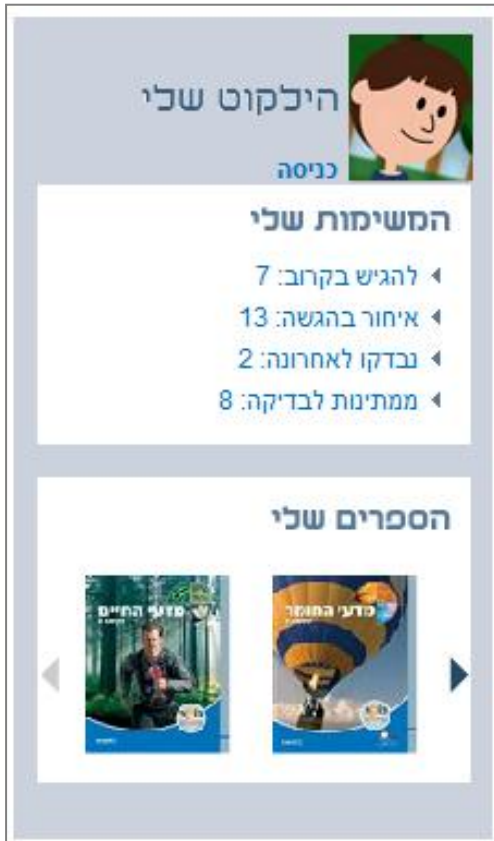 הילקוט שלי
כניסה
המשימות שלי
להגיש בקרוב: 7
איחור בהגשה: 13
נבדקו לאחרונה: 2
ממתינות לבדיקה: 8
הספרים שלי
מדעי החומר
מדעי החיים